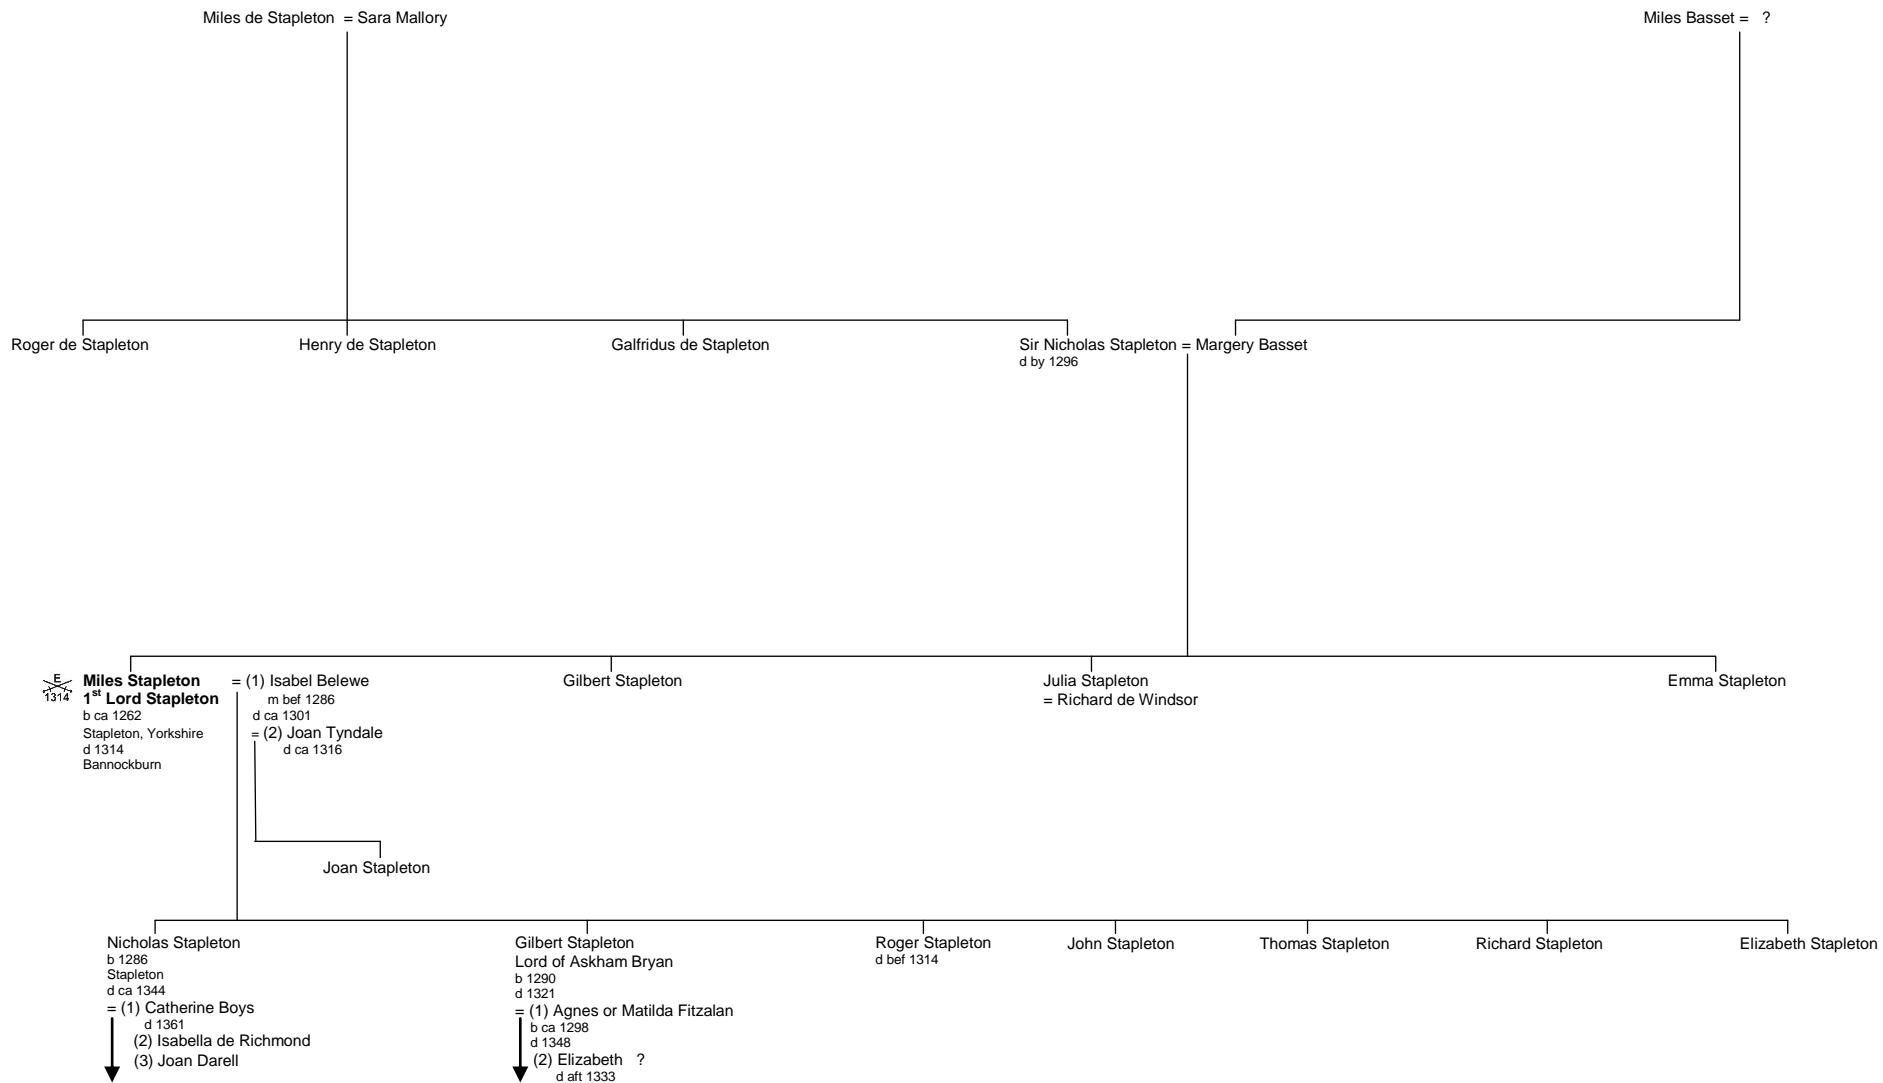 Miles de Stapleton = Sara Mallory
Miles Basset = ?
Roger de Stapleton
Henry de Stapleton
Galfridus de Stapleton
Sir Nicholas Stapleton = Margery Basset
d by 1296
E
1314
Miles Stapleton
1st Lord Stapleton
b ca 1262
Stapleton, Yorkshire
d 1314
Bannockburn
= (1) Isabel Belewe
m bef 1286
d ca 1301
= (2) Joan Tyndale
d ca 1316
Gilbert Stapleton
Julia Stapleton
= Richard de Windsor
Emma Stapleton
Joan Stapleton
Nicholas Stapleton
b 1286
Stapleton
d ca 1344
= (1) Catherine Boys
d 1361
(2) Isabella de Richmond
(3) Joan Darell
Gilbert Stapleton
Lord of Askham Bryan
b 1290
d 1321
= (1) Agnes or Matilda Fitzalan
b ca 1298
d 1348
(2) Elizabeth ?
d aft 1333
Roger Stapleton
d bef 1314
John Stapleton
Thomas Stapleton
Richard Stapleton
Elizabeth Stapleton